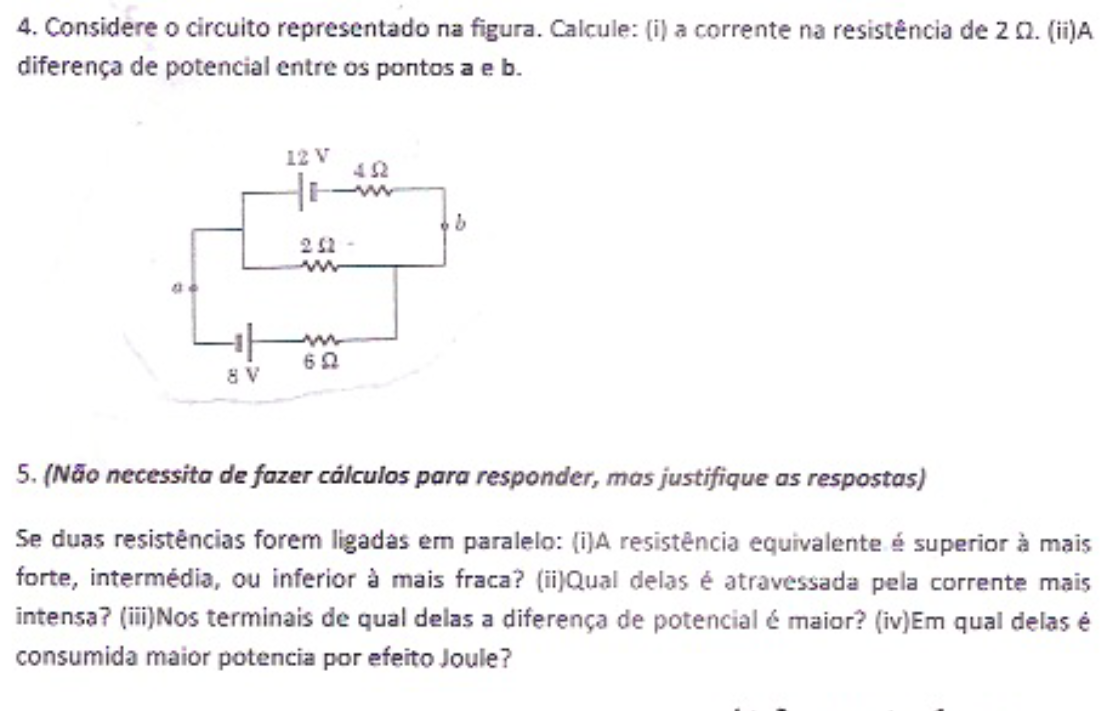 4. Considere o circuito representado na figura. Calcule: (i) a corrente na resistência de 2 Ω. (ii)A
diferença de potencial entre os pontos a e b.
12 V
4 Ω
b
2 Ω
a
8 V
6 Ω
5. (Não necessita de fazer cálculos para responder, mas justifique as respostas)
Se duas resistências forem ligadas em paralelo: (i)A resistência equivalente é superior à mais
forte, intermédia, ou inferior à mais fraca? (ii)Qual delas é atravessada pela corrente mais
intensa? (iii)Nos terminais de qual delas a diferença de potencial é maior? (iv)Em qual delas é
consumida maior potencia por efeito Joule?